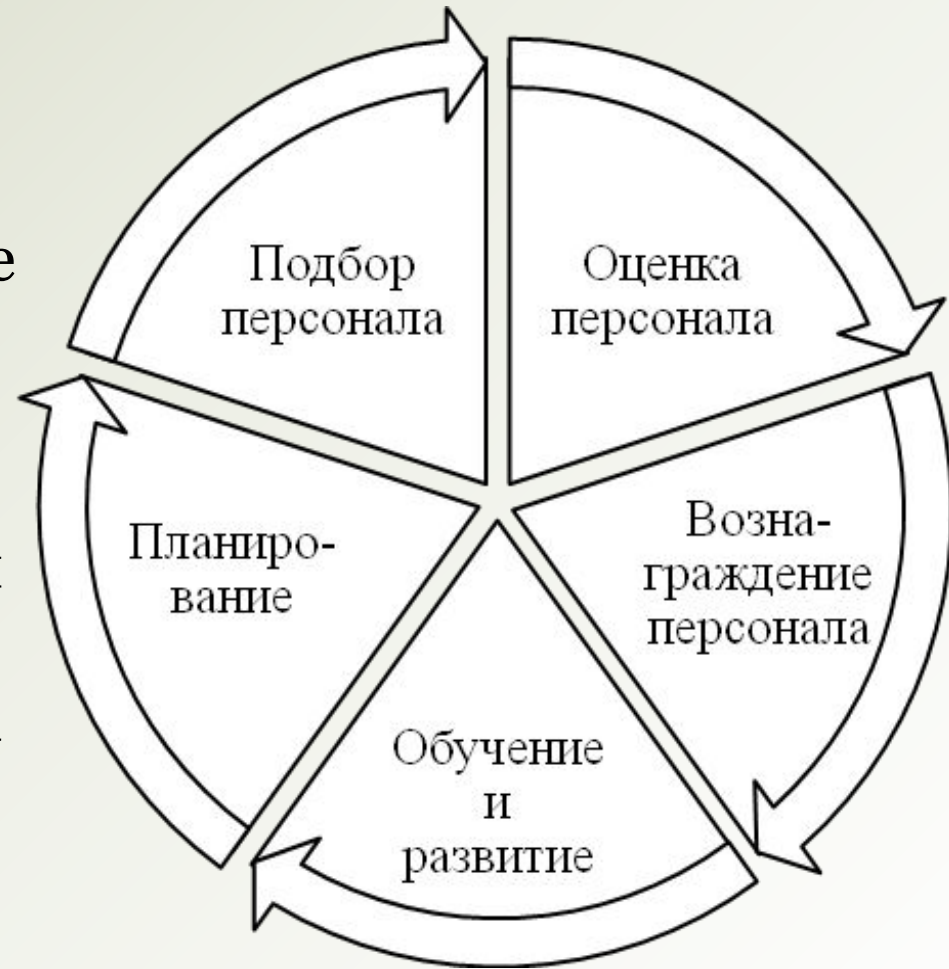 Подбор
персонала
Оценка
персонала
Возна-
граждение
персонала
Обучение
и
развитие
Планиро-
вание